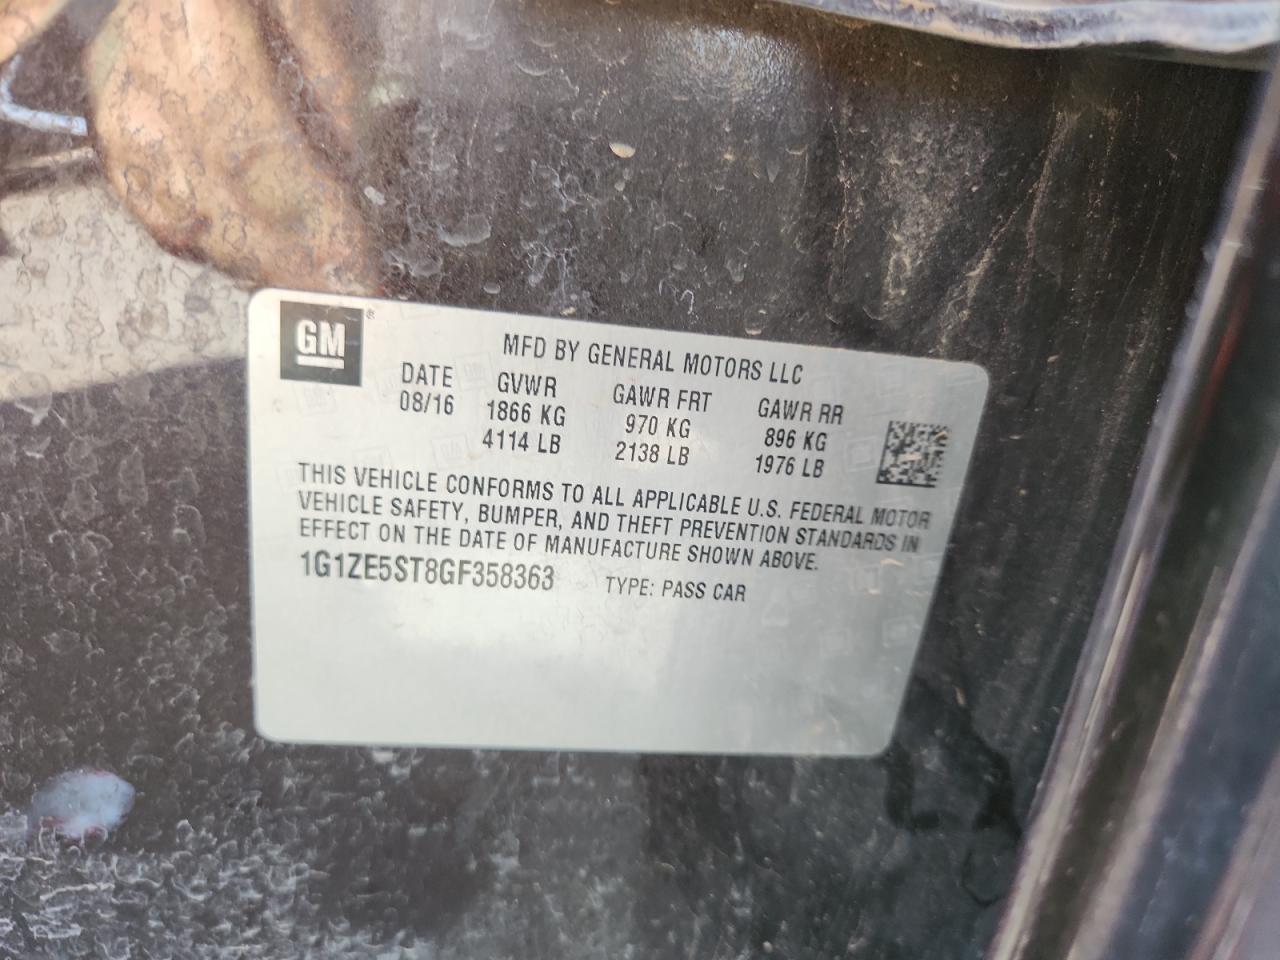 GM ®
MFD BY GENERAL MOTORS LLC
DATE GVWR GAWR FRT GAWR RR
08/16 1866 KG 970 KG 896 KG
4114 LB 2138 LB 1976 LB
THIS VEHICLE CONFORMS TO ALL APPLICABLE U.S. FEDERAL MOTOR
VEHICLE SAFETY, BUMPER, AND THEFT PREVENTION STANDARDS IN
EFFECT ON THE DATE OF MANUFACTURE SHOWN ABOVE.
1G1ZE5ST8GF358363 TYPE: PASS CAR